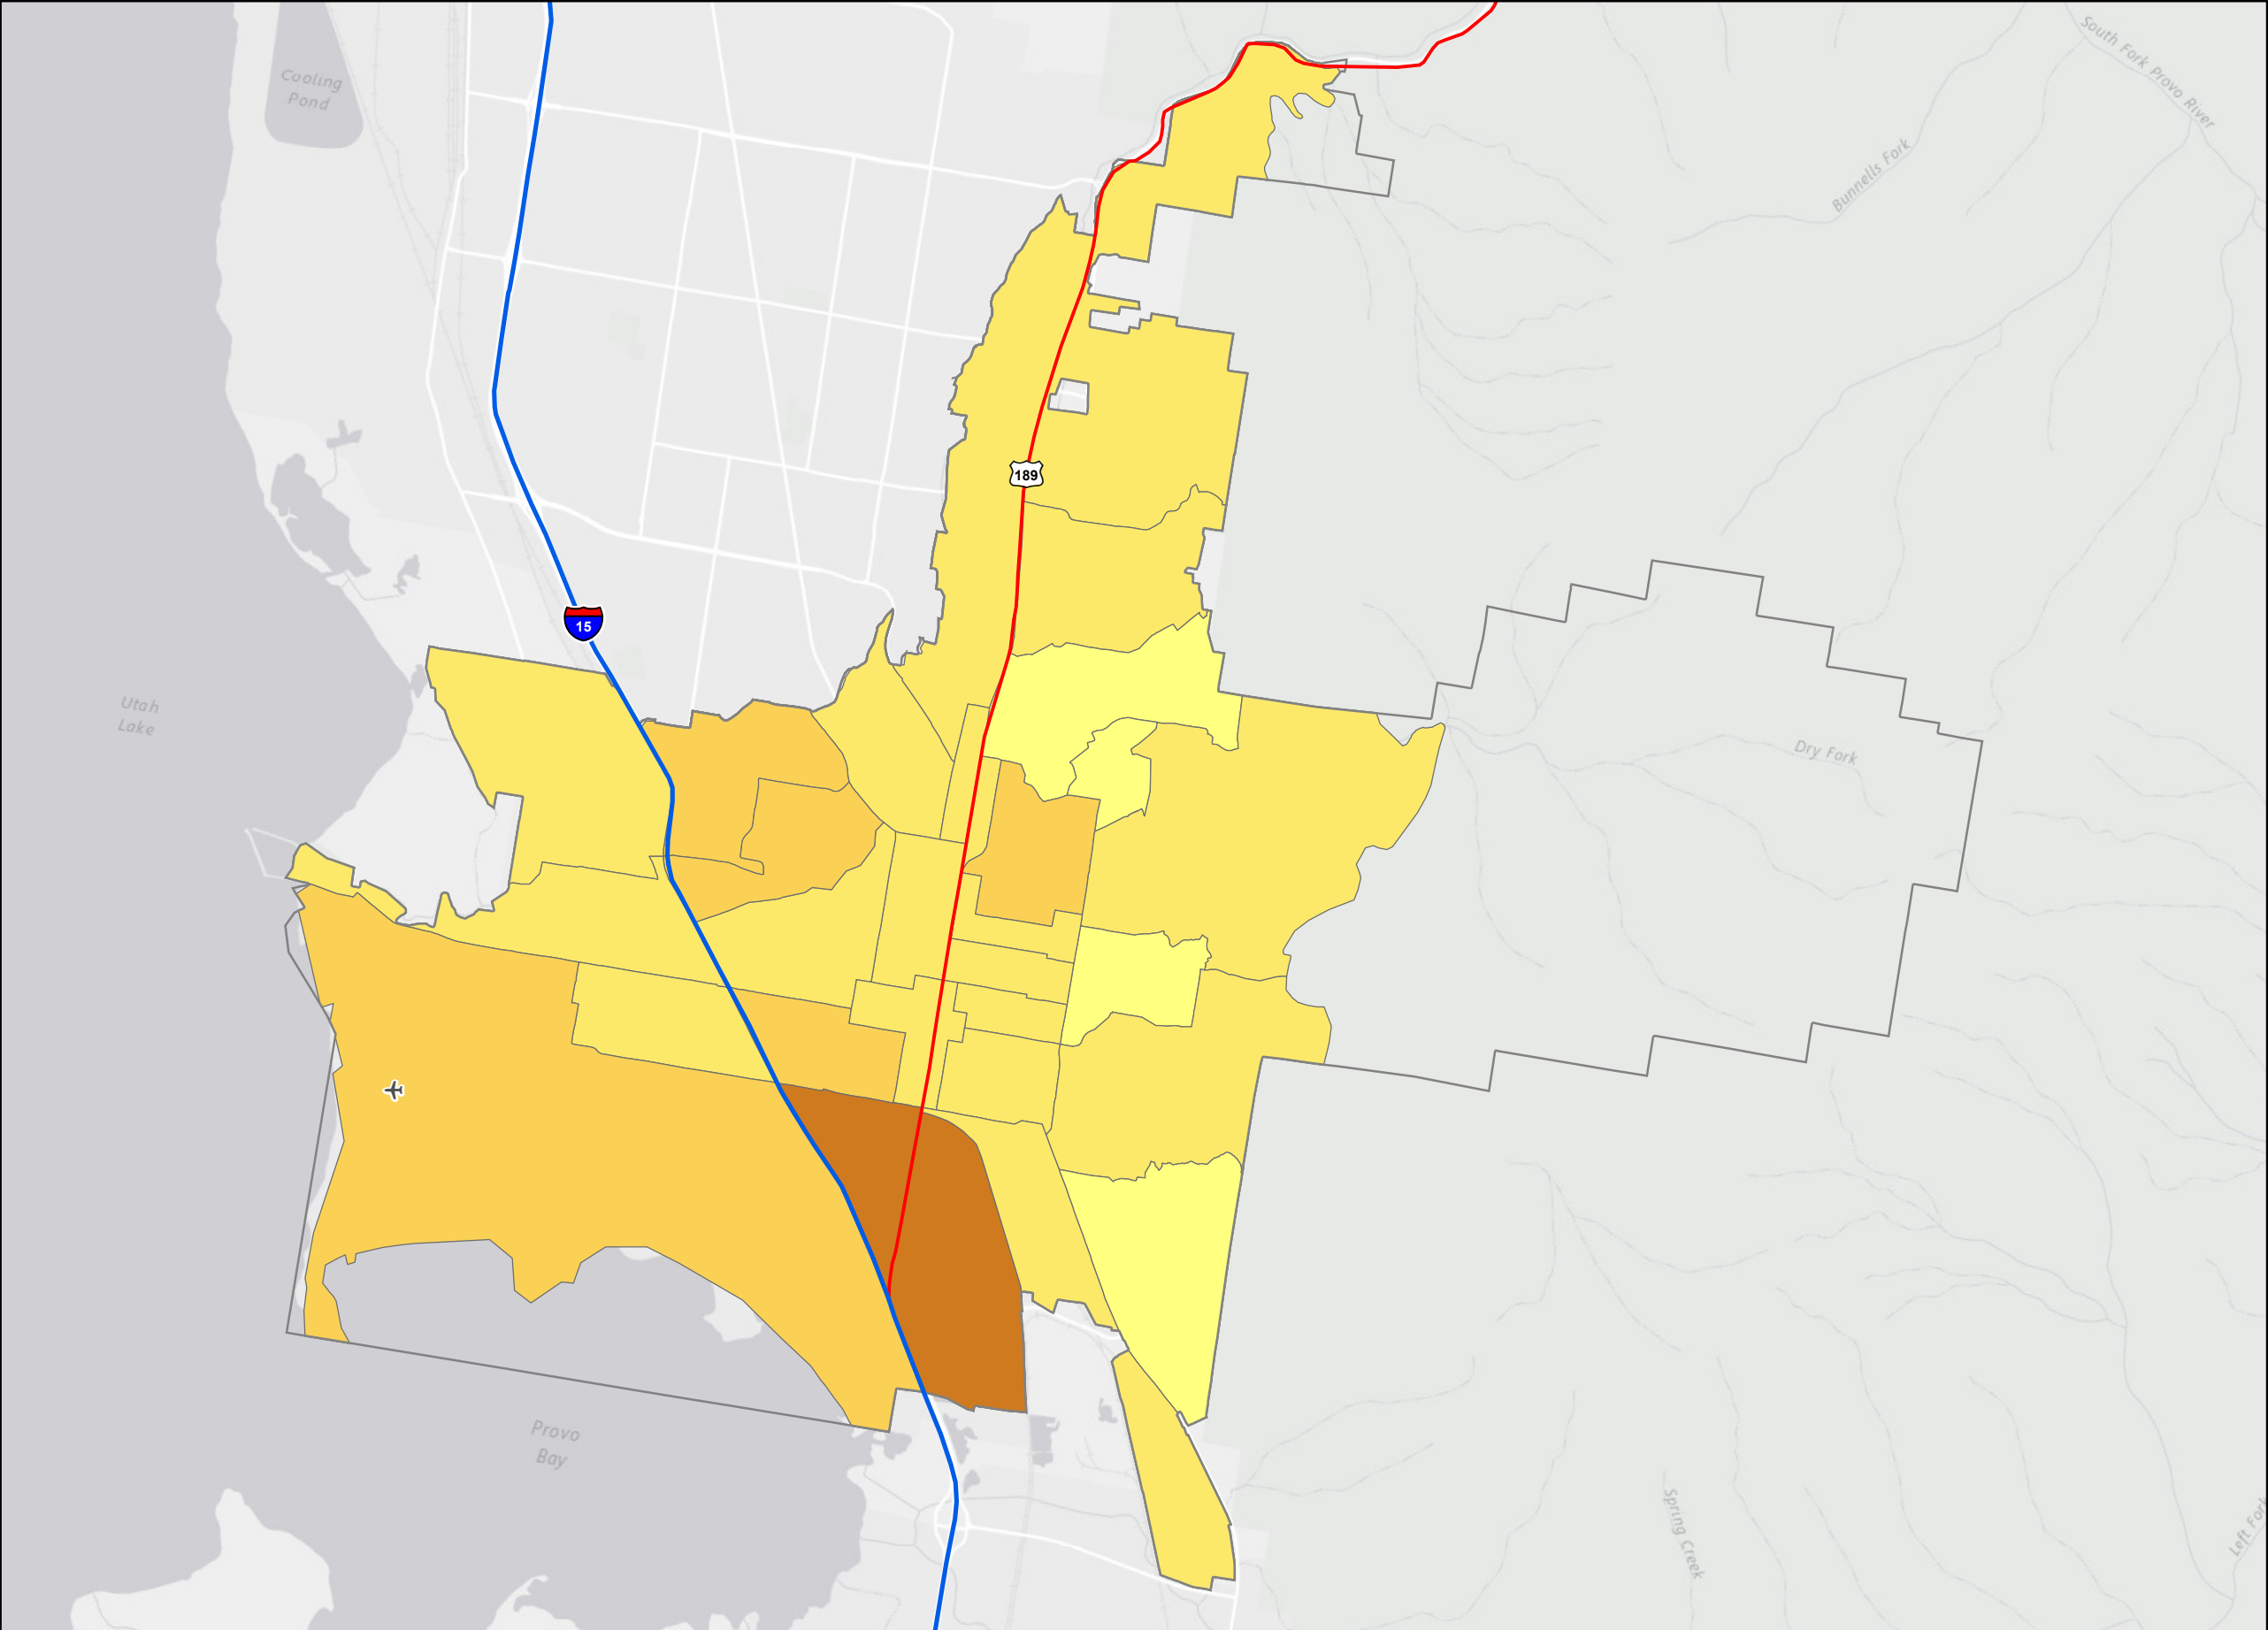 Cooling
Pond
South Fork Provo River
Bunnells Fork
189
15
Utah
Lake
Dry Fork
Provo
Bay
Spring Creek
Left Fork